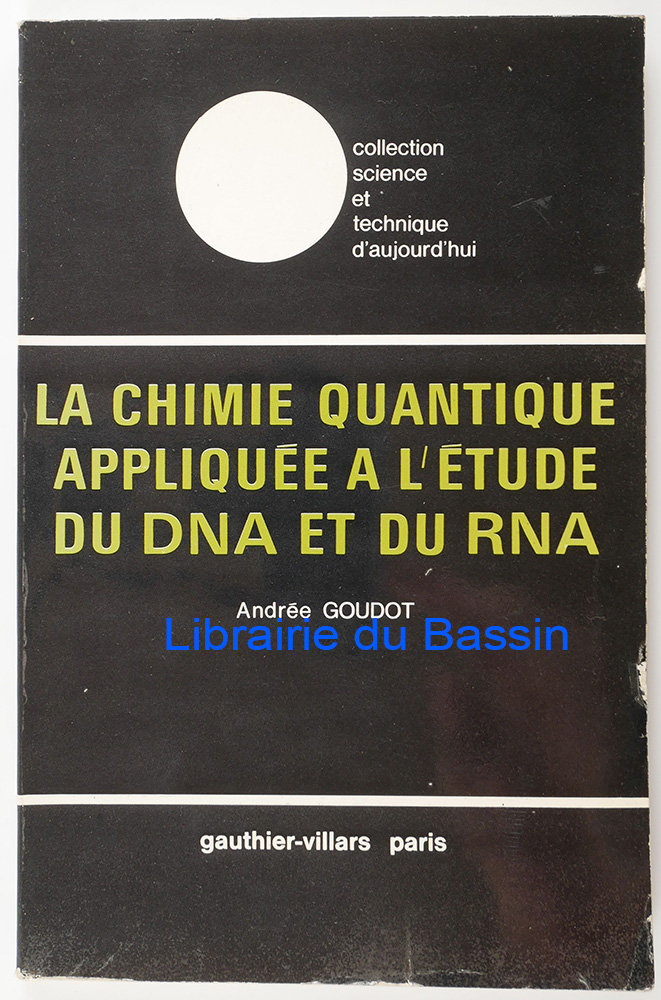 collection
science
et
technique
d'aujourd'hui
LA CHIMIE QUANTIQUE
APPLIQUÉE A L'ÉTUDE
DU DNA ET DU RNA
Andrée GOUDOT
Librairie du Bassin
gauthier-villars paris